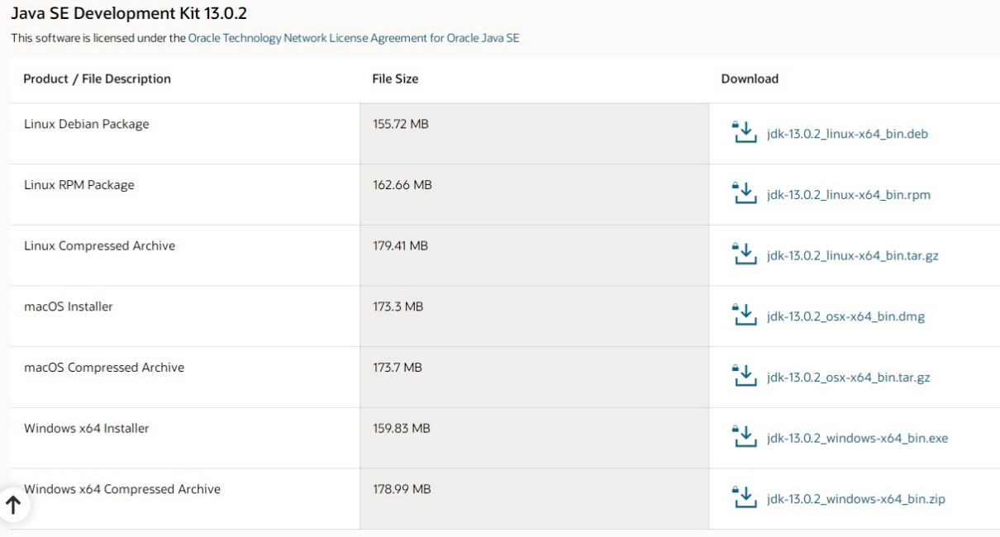 Java SE Development Kit 13.0.2
This software is licensed under the Oracle Technology Network License Agreement for Oracle Java SE
Product / File Description File Size Download
Linux Debian Package 155.72 MB jdk-13.0.2_linux-x64_bin.deb
Linux RPM Package 162.66 MB jdk-13.0.2_linux-x64_bin.rpm
Linux Compressed Archive 179.41 MB jdk-13.0.2_linux-x64_bin.tar.gz
macOS Installer 173.3 MB jdk-13.0.2_osx-x64_bin.dmg
macOS Compressed Archive 173.7 MB jdk-13.0.2_osx-x64_bin.tar.gz
Windows x64 Installer 159.83 MB jdk-13.0.2_windows-x64_bin.exe
Windows x64 Compressed Archive 178.99 MB jdk-13.0.2_windows-x64_bin.zip